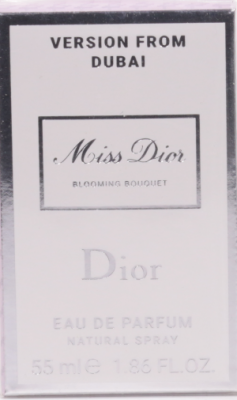 VERSION FROM
DUBAI
Miss Dior
BLOOMING BOUQUET
Dior
EAU DE PARFUM
NATURAL SPRAY
55 ml e 1.86 FL.OZ.